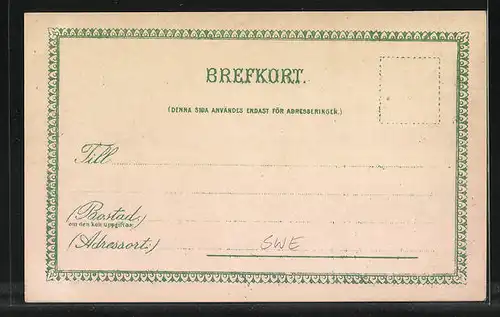 BREFKORT.
(DENNA SIDA ANVÄNDES ENDAST FÖR ADRESSERINGEN.)
Till
(Bostad,)
om den kan uppgifvas
(Adressort:)
SWE